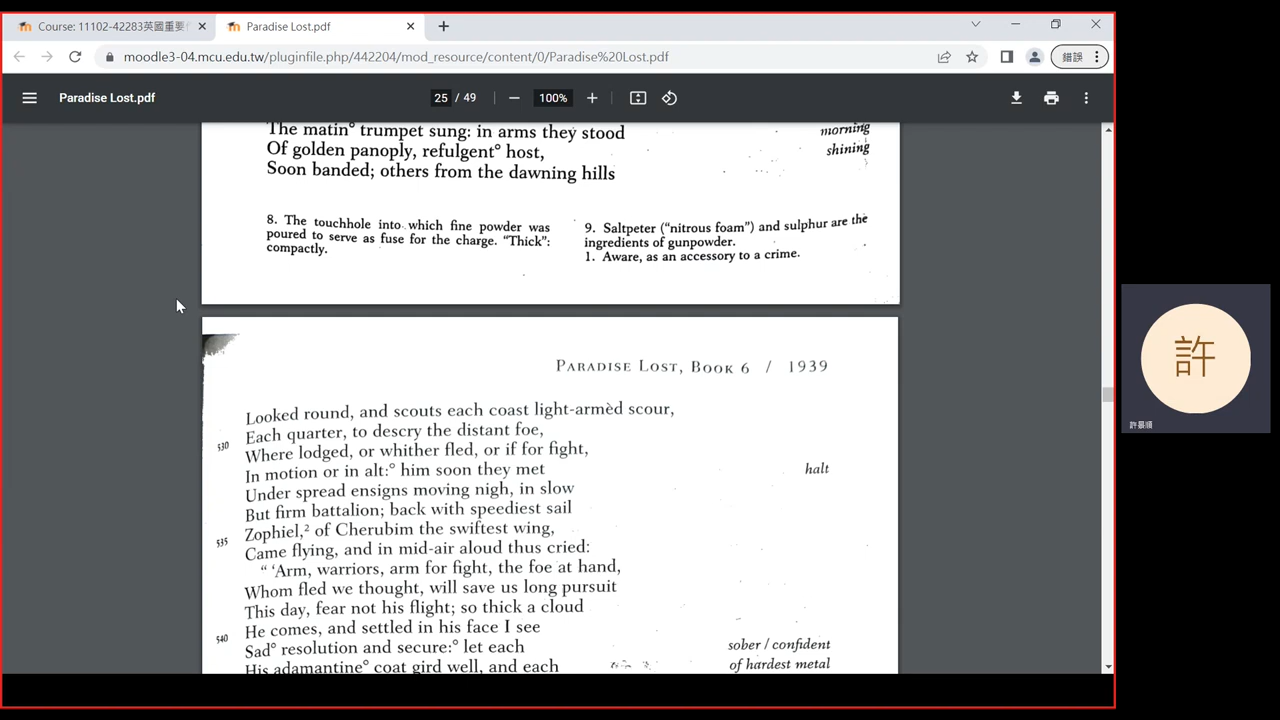 Course: 11102-42283英國重要
Paradise Lost.pdf
moodle3-04.mcu.edu.tw/pluginfile.php/442204/mod_resource/content/0/Paradise%20Lost.pdf
錯誤
Paradise Lost.pdf
25 / 49
100%
The matin° trumpet sung: in arms they stood morning
Of golden panoply, refulgent° host, shining
Soon banded; others from the dawning hills
8. The touchhole into which fine powder was
poured to serve as fuse for the charge. "Thick":
compactly.
9. Saltpeter ("nitrous foam") and sulphur are the
ingredients of gunpowder.
1. Aware, as an accessory to a crime.
PARADISE LOST, BOOK 6 / 1939
Looked round, and scouts each coast light-armèd scour,
530 Each quarter, to descry the distant foe,
Where lodged, or whither fled, or if for fight,
In motion or in alt:° him soon they met halt
Under spread ensigns moving nigh, in slow
But firm battalion; back with speediest sail
535 Zophiel,² of Cherubim the swiftest wing,
Came flying, and in mid-air aloud thus cried:
" 'Arm, warriors, arm for fight, the foe at hand,
Whom fled we thought, will save us long pursuit
This day, fear not his flight; so thick a cloud
540 He comes, and settled in his face I see
Sad° resolution and secure:° let each sober / confident
His adamantine° coat gird well, and each of hardest metal
許
許景順